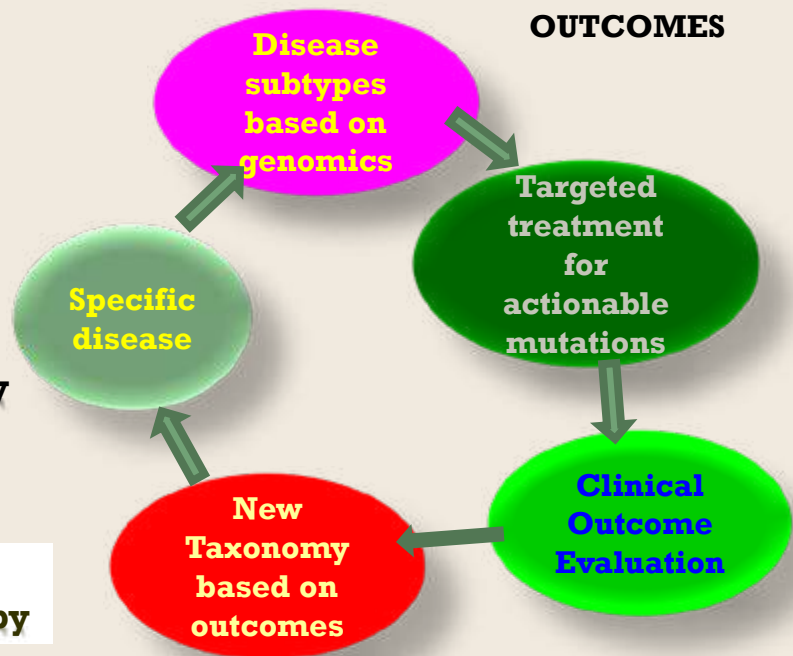 OUTCOMES
Disease
subtypes
based on
genomics
Targeted
treatment
for
actionable
mutations
Specific
disease
Clinical
Outcome
Evaluation
New
Taxonomy
based on
outcomes